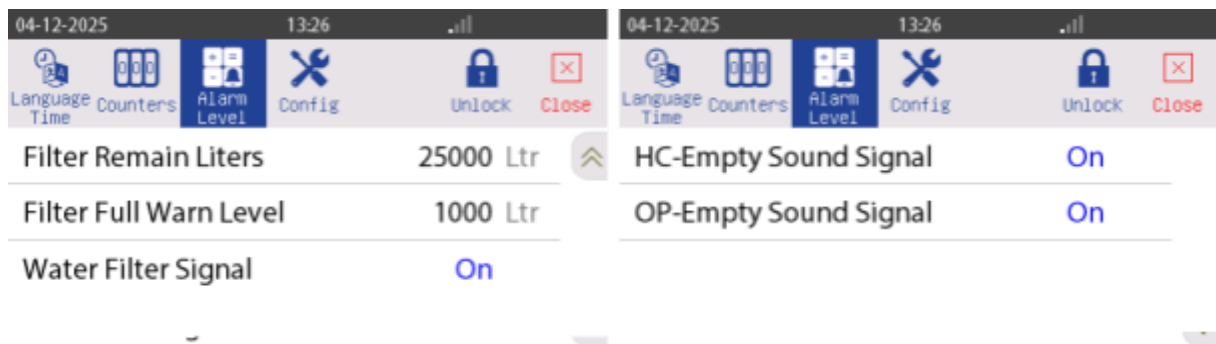 04-12-2025 13:26
Language Time Counters Alarm Level Config Unlock Close
Filter Remain Liters 25000 Ltr
Filter Full Warn Level 1000 Ltr
Water Filter Signal On
04-12-2025 13:26
Language Time Counters Alarm Level Config Unlock Close
HC-Empty Sound Signal On
OP-Empty Sound Signal On